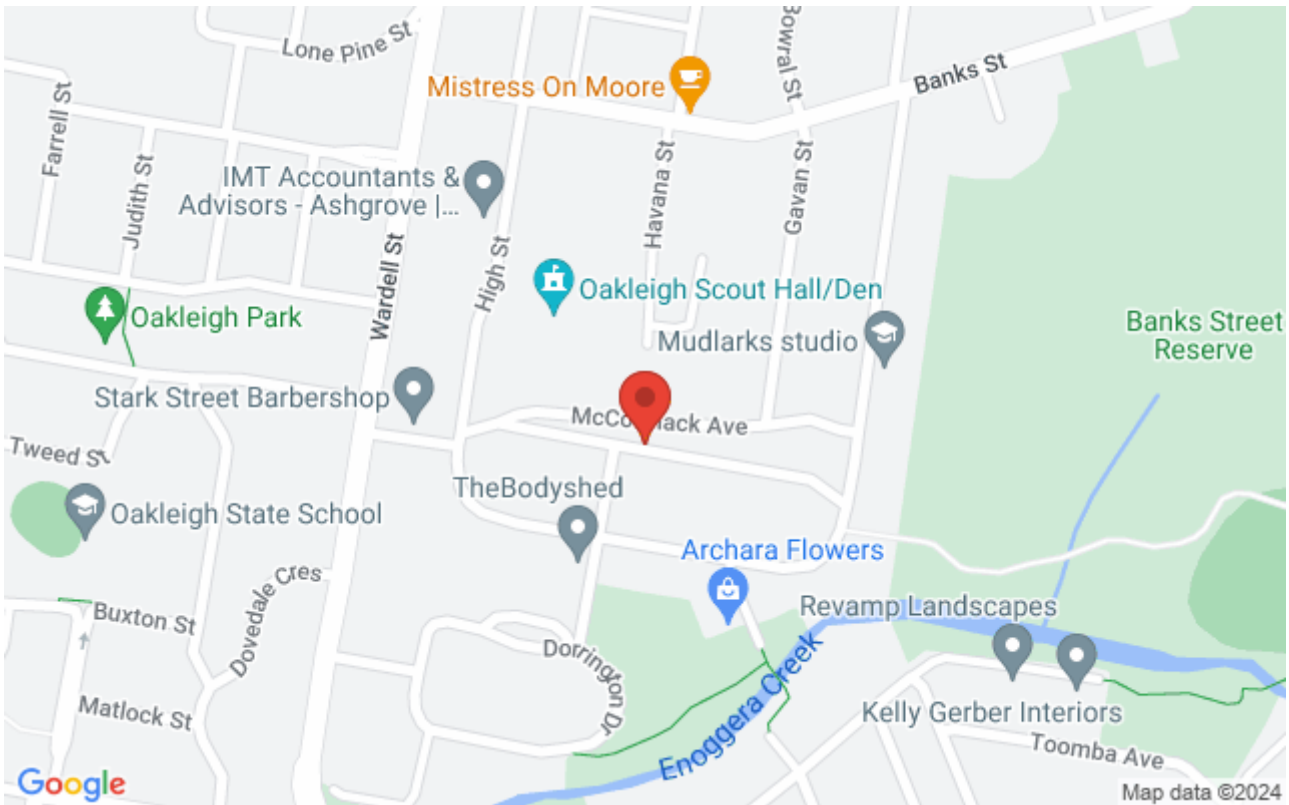 Lone Pine St
Bowral St
Banks St
Mistress On Moore
Farrell St
Judith St
IMT Accountants &
Advisors - Ashgrove |...
Havana St
Gavan St
Wardell St
High St
Oakleigh Scout Hall/Den
Oakleigh Park
Mudlarks studio
Banks Street
Reserve
Stark Street Barbershop
Ave
Tweed St
TheBodyshed
Oakleigh State School
Archara Flowers
Dovedale Cres
Buxton St
Revamp Landscapes
Dorrington Dr
Enoggera Creek
Matlock St
Kelly Gerber Interiors
Toomba Ave
Google
Map data ©2024